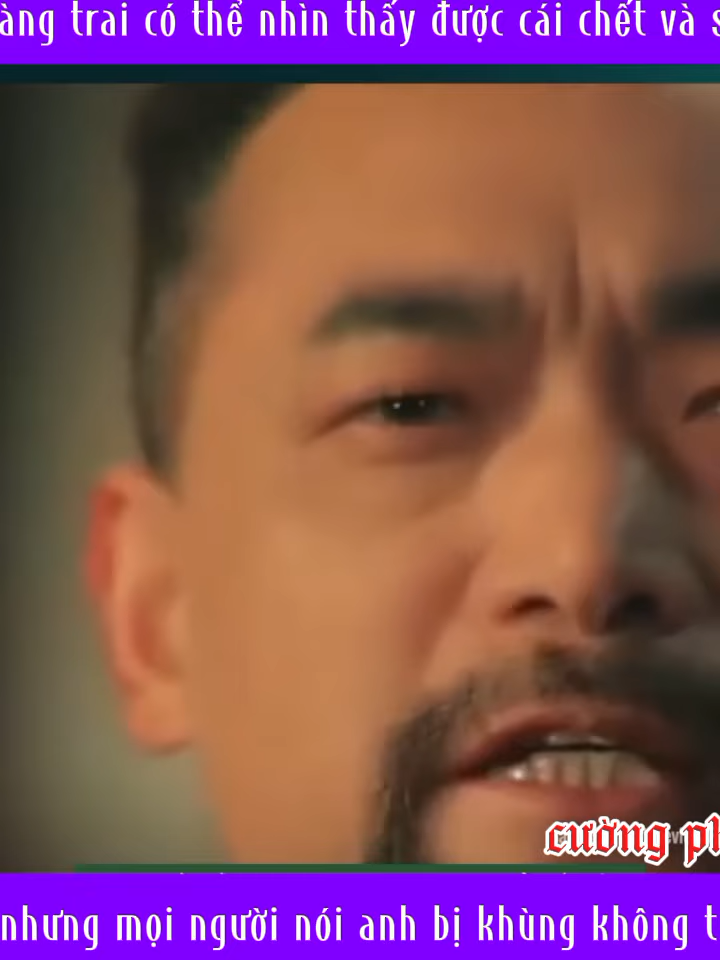 àng trai có thể nhìn thấy được cái chết và s
cường ph
nhưng mọi người nói anh bị khùng không t